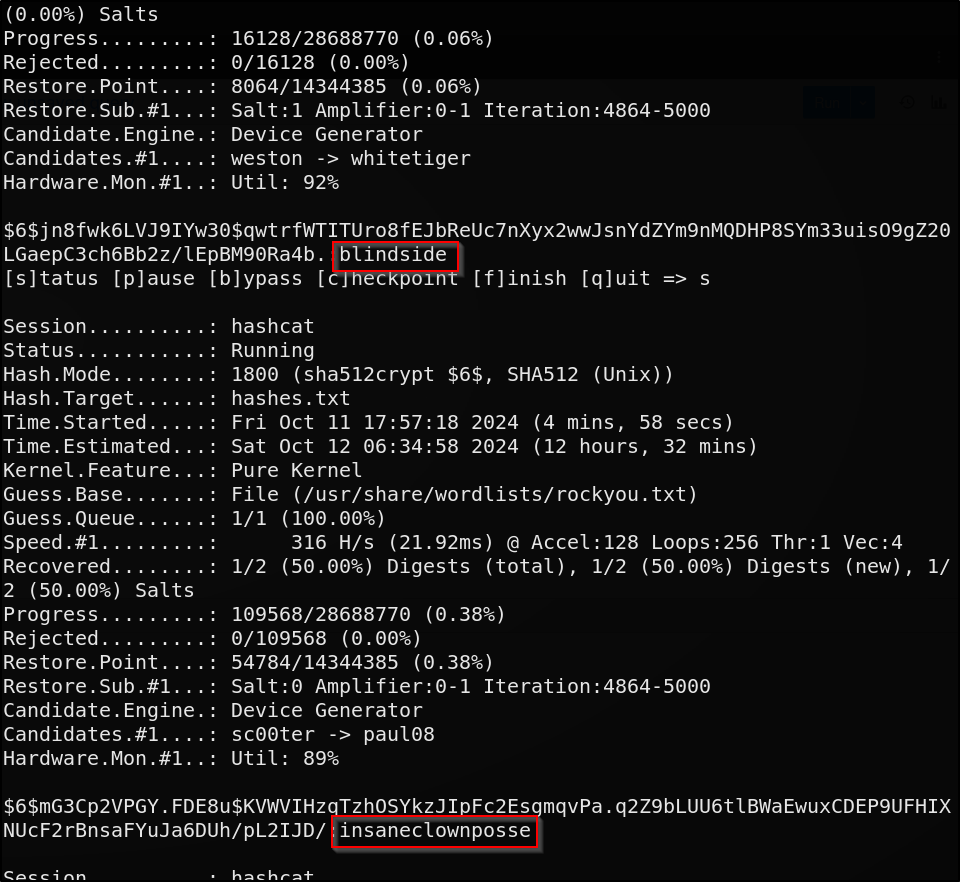 (0.00%) Salts
Progress.........: 16128/28688770 (0.06%)
Rejected.........: 0/16128 (0.00%)
Restore.Point....: 8064/14344385 (0.06%)
Restore.Sub.#1...: Salt:1 Amplifier:0-1 Iteration:4864-5000
Candidate.Engine.: Device Generator
Candidates.#1....: weston -> whitetiger
Hardware.Mon.#1..: Util: 92%
$6$jn8fwk6LVJ9IYw30$qwtrfWTITUro8fEJbReUc7nXyx2wwJsnYdZYm9nMQDHP8SYm33uisO9gZ20
LGaepC3ch6Bb2z/lEpBM90Ra4b.:blindside
[s]tatus [p]ause [b]ypass [c]heckpoint [f]inish [q]uit => s
Session..........: hashcat
Status...........: Running
Hash.Mode........: 1800 (sha512crypt $6$, SHA512 (Unix))
Hash.Target......: hashes.txt
Time.Started.....: Fri Oct 11 17:57:18 2024 (4 mins, 58 secs)
Time.Estimated...: Sat Oct 12 06:34:58 2024 (12 hours, 32 mins)
Kernel.Feature...: Pure Kernel
Guess.Base.......: File (/usr/share/wordlists/rockyou.txt)
Guess.Queue......: 1/1 (100.00%)
Speed.#1.........:      316 H/s (21.92ms) @ Accel:128 Loops:256 Thr:1 Vec:4
Recovered........: 1/2 (50.00%) Digests (total), 1/2 (50.00%) Digests (new), 1/
2 (50.00%) Salts
Progress.........: 109568/28688770 (0.38%)
Rejected.........: 0/109568 (0.00%)
Restore.Point....: 54784/14344385 (0.38%)
Restore.Sub.#1...: Salt:0 Amplifier:0-1 Iteration:4864-5000
Candidate.Engine.: Device Generator
Candidates.#1....: sc00ter -> paul08
Hardware.Mon.#1..: Util: 89%
$6$mG3Cp2VPGY.FDE8u$KVWVIHzqTzhOSYkzJIpFc2EsgmqvPa.q2Z9bLUU6tlBWaEwuxCDEP9UFHIX
NUcF2rBnsaFYuJa6DUh/pL2IJD/:insaneclownposse
Session..........: hashcat